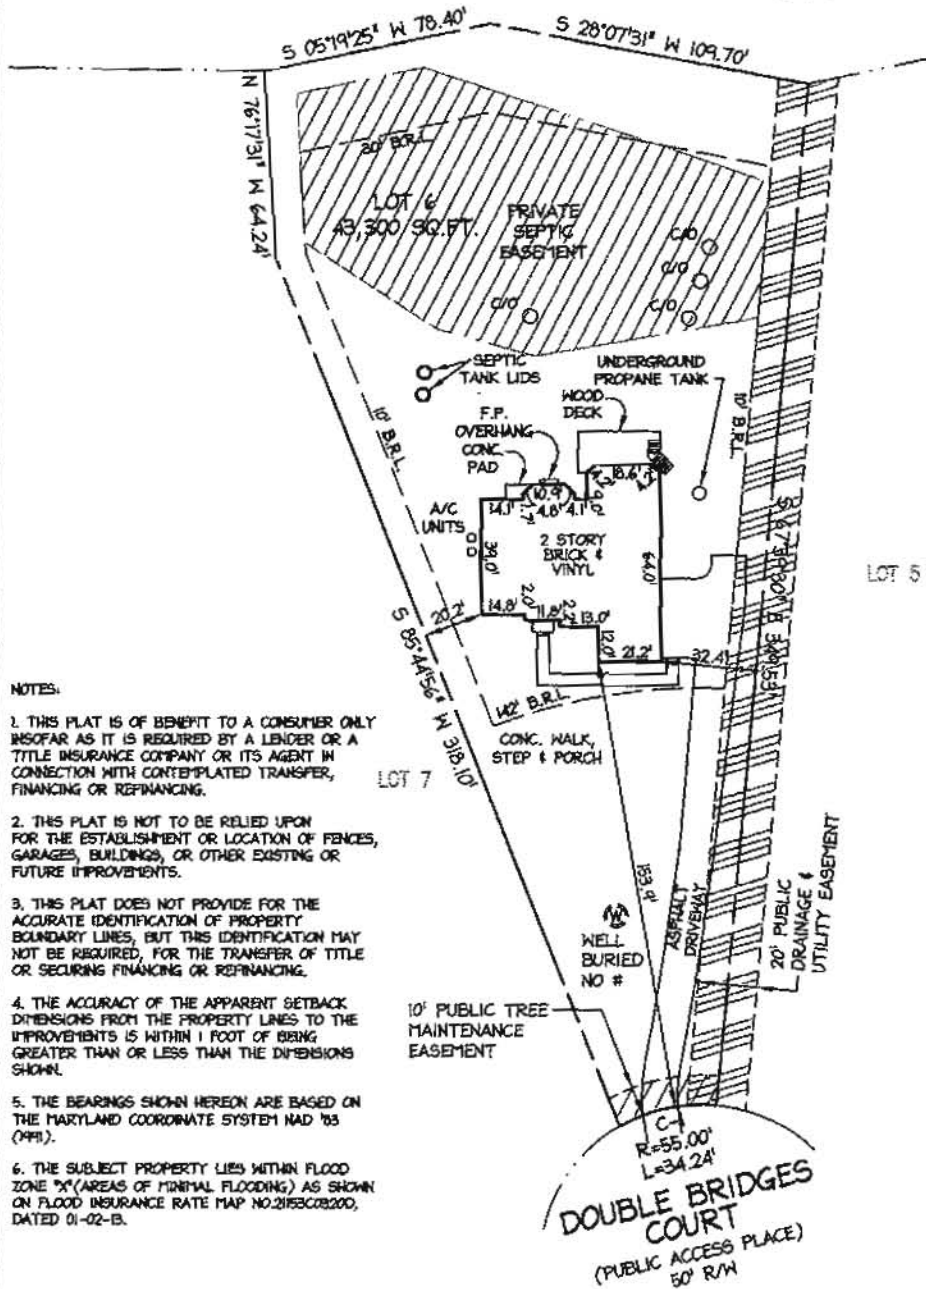 S 05°19'25" W 78.40'
S 28°07'31" W 109.70'
N 76°17'31" W 64.24'
20' B.R.L.
LOT 6
43,300 SQ.FT.
PRIVATE
SEPTIC
EASEMENT
C/O
C/O
C/O
C/O
SEPTIC
TANK LIDS
UNDERGROUND
PROPANE TANK
WOOD
DECK
F.P.
OVERHANG
CONC.
PAD
10' B.R.L.
10' B.R.L.
A/C
UNITS
18.6'
4.2'
4.2'
9.0'
10.9'
14.1'
1.7'
4.8'
4.1'
2 STORY
BRICK &
VINYL
39.0'
64.0'
LOT 5
20.2'
14.8'
2.0'
11.8'
2.2'
13.0'
12.0'
21.2'
32.4'
142' B.R.L.
CONC. WALK,
STEP & PORCH
S 85°44'56" W 318.10'
LOT 7
NOTES:
1. THIS PLAT IS OF BENEFIT TO A CONSUMER ONLY
INSOFAR AS IT IS REQUIRED BY A LENDER OR A
TITLE INSURANCE COMPANY OR ITS AGENT IN
CONNECTION WITH CONTEMPLATED TRANSFER,
FINANCING OR REFINANCING.
2. THIS PLAT IS NOT TO BE RELIED UPON
FOR THE ESTABLISHMENT OR LOCATION OF FENCES,
GARAGES, BUILDINGS, OR OTHER EXISTING OR
FUTURE IMPROVEMENTS.
3. THIS PLAT DOES NOT PROVIDE FOR THE
ACCURATE IDENTIFICATION OF PROPERTY
BOUNDARY LINES, BUT THIS IDENTIFICATION MAY
NOT BE REQUIRED, FOR THE TRANSFER OF TITLE
OR SECURING FINANCING OR REFINANCING.
4. THE ACCURACY OF THE APPARENT SETBACK
DIMENSIONS FROM THE PROPERTY LINES TO THE
IMPROVEMENTS IS WITHIN 1 FOOT OF BEING
GREATER THAN OR LESS THAN THE DIMENSIONS
SHOWN.
5. THE BEARINGS SHOWN HEREON ARE BASED ON
THE MARYLAND COORDINATE SYSTEM NAD '83
(1991).
6. THE SUBJECT PROPERTY LIES WITHIN FLOOD
ZONE "X" (AREAS OF MINIMAL FLOODING) AS SHOWN
ON FLOOD INSURANCE RATE MAP
DATED 01-02-13.
153.9'
ASPHALT
DRIVEWAY
20' PUBLIC
DRAINAGE &
UTILITY EASEMENT
W
WELL
BURIED
NO #
10' PUBLIC TREE
MAINTENANCE
EASEMENT
C-1
R=55.00'
L=34.24'
DOUBLE BRIDGES
COURT
(PUBLIC ACCESS PLACE)
50' R/W